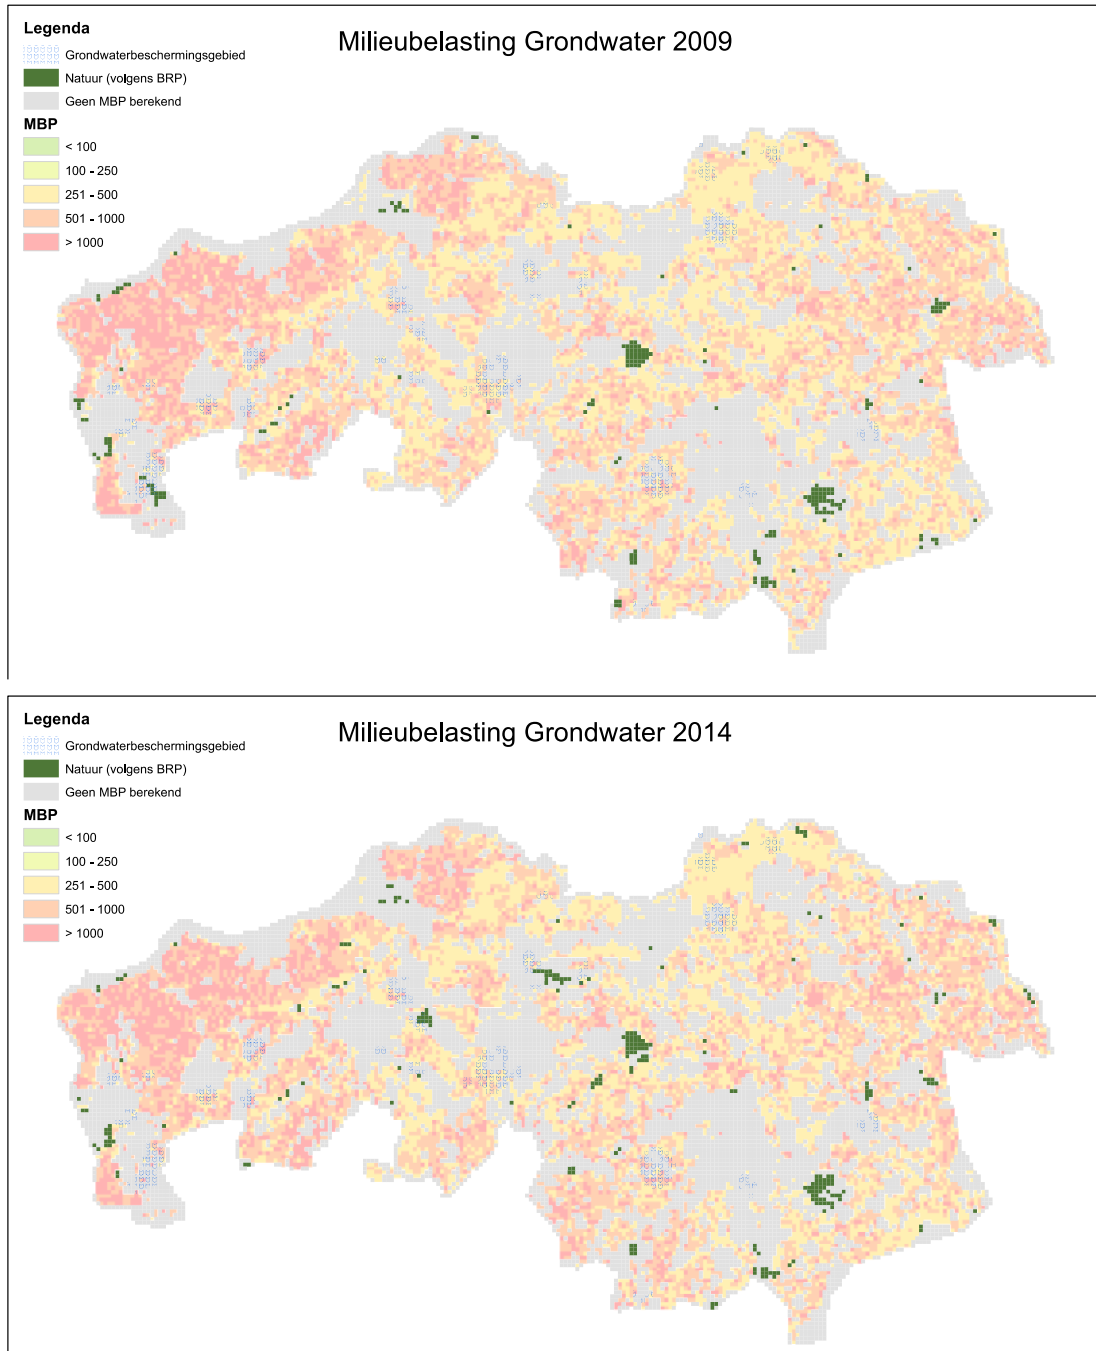 Legenda
Milieubelasting Grondwater 2009
Grondwaterbeschermingsgebied
Natuur (volgens BRP)
Geen MBP berekend
MBP
< 100
100 - 250
251 - 500
501 - 1000
> 1000
Legenda
Milieubelasting Grondwater 2014
Grondwaterbeschermingsgebied
Natuur (volgens BRP)
Geen MBP berekend
MBP
< 100
100 - 250
251 - 500
501 - 1000
> 1000